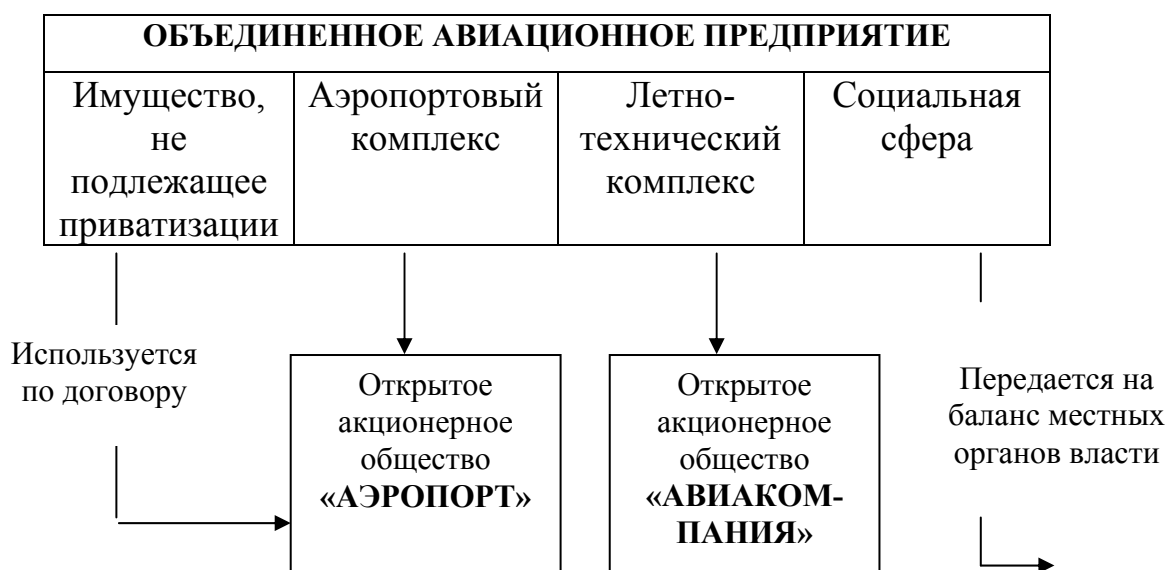 ОБЪЕДИНЕННОЕ АВИАЦИОННОЕ ПРЕДПРИЯТИЕ
Имущество,
не
подлежащее
приватизации
Аэропортовый
комплекс
Летно-
технический
комплекс
Социальная
сфера
Используется
по договору
Открытое
акционерное
общество
«АЭРОПОРТ»
Открытое
акционерное
общество
«АВИАКОМ-
ПАНИЯ»
Передается на
баланс местных
органов власти